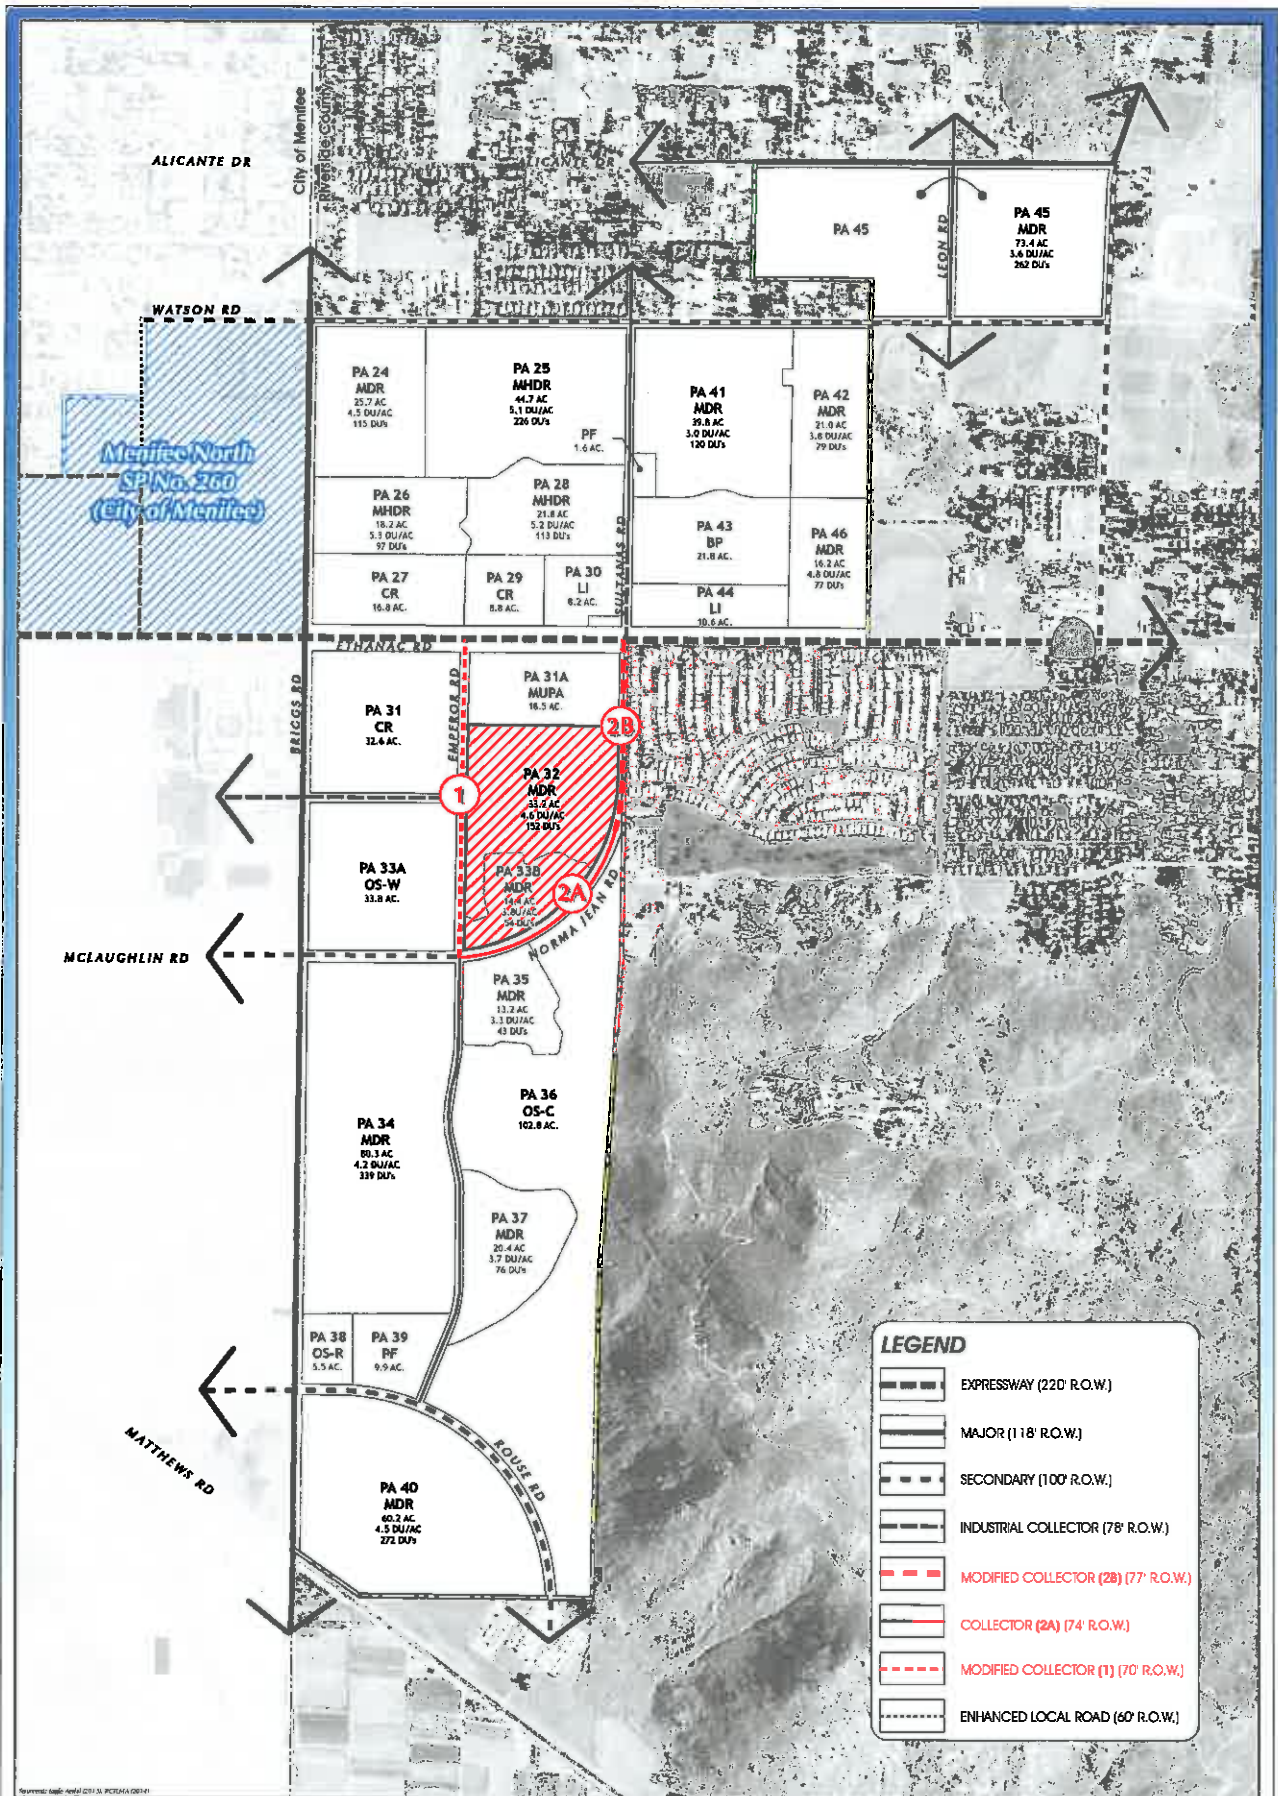 City of Menifee
Riverside County
ALICANTE DR
ALICANTE DR
PA 45
LEON RD
PA 45
MDR
73.4 AC
3.6 DU/AC
262 DU's
WATSON RD
Menifee North
SP No. 260
(City of Menifee)
PA 24
MDR
25.7 AC
4.5 DU/AC
115 DU's
PA 25
MHDR
44.7 AC
5.1 DU/AC
226 DU's
PF
1.6 AC.
PA 41
MDR
39.8 AC
3.0 DU/AC
120 DU's
PA 42
MDR
21.0 AC
3.8 DU/AC
79 DU's
PA 26
MHDR
18.2 AC
5.3 DU/AC
97 DU's
PA 28
MHDR
21.8 AC
5.2 DU/AC
113 DU's
SULTANAS RD
PA 43
BP
21.8 AC.
PA 46
MDR
16.2 AC
4.8 DU/AC
77 DU's
PA 27
CR
16.8 AC.
PA 29
CR
8.8 AC.
PA 30
LI
8.2 AC.
PA 44
LI
10.6 AC.
ETHANAC RD
BRIGGS RD
PA 31
CR
32.6 AC.
EMPEROR RD
PA 31A
MUPA
16.5 AC.
2B
PA 32
MDR
33.2 AC
4.6 DU/AC
152 DU's
1
PA 33A
OS-W
33.8 AC.
PA 33B
MDR
14.4 AC
3.8 DU/AC
54 DU's
2A
NORMA JEAN RD
MCLAUGHLIN RD
PA 35
MDR
13.2 AC
3.3 DU/AC
43 DU's
PA 36
OS-C
102.8 AC.
PA 34
MDR
80.3 AC
4.2 DU/AC
339 DU's
PA 37
MDR
20.4 AC
3.7 DU/AC
76 DU's
PA 38
OS-R
5.5 AC.
PA 39
PF
9.9 AC.
MATTHEWS RD
ROUSE RD
PA 40
MDR
60.2 AC
4.5 DU/AC
272 DU's
LEGEND
EXPRESSWAY (220' R.O.W.)
MAJOR (118' R.O.W.)
SECONDARY (100' R.O.W.)
INDUSTRIAL COLLECTOR (78' R.O.W.)
MODIFIED COLLECTOR (2B) (77' R.O.W.)
COLLECTOR (2A) (74' R.O.W.)
MODIFIED COLLECTOR (1) (70' R.O.W.)
ENHANCED LOCAL ROAD (60' R.O.W.)